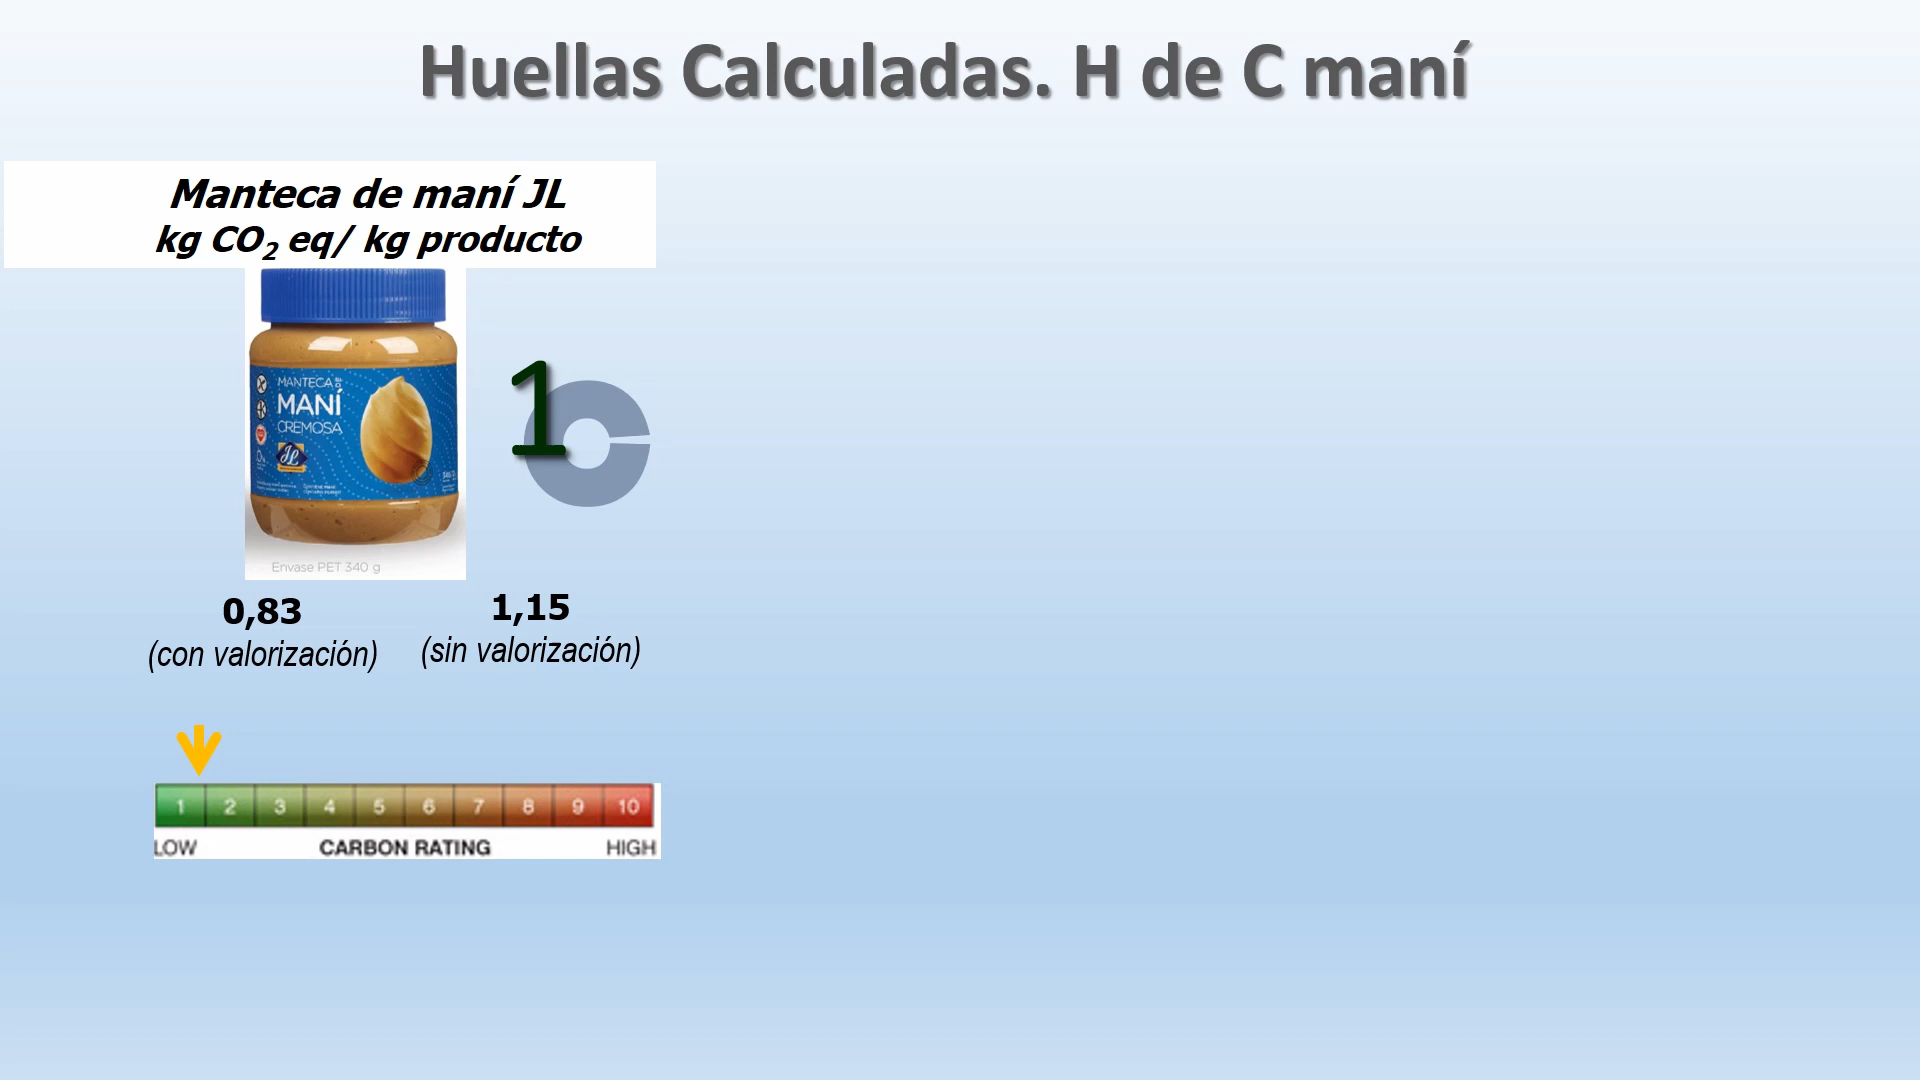 Huellas Calculadas. H de C maní
Manteca de maní JL
kg CO₂ eq/ kg producto
MANTECA DE
MANÍ
CREMOSA
JL
Envase PET 340 g
1
0,83
(con valorización)
1,15
(sin valorización)
1 2 3 4 5 6 7 8 9 10
LOW CARBON RATING HIGH